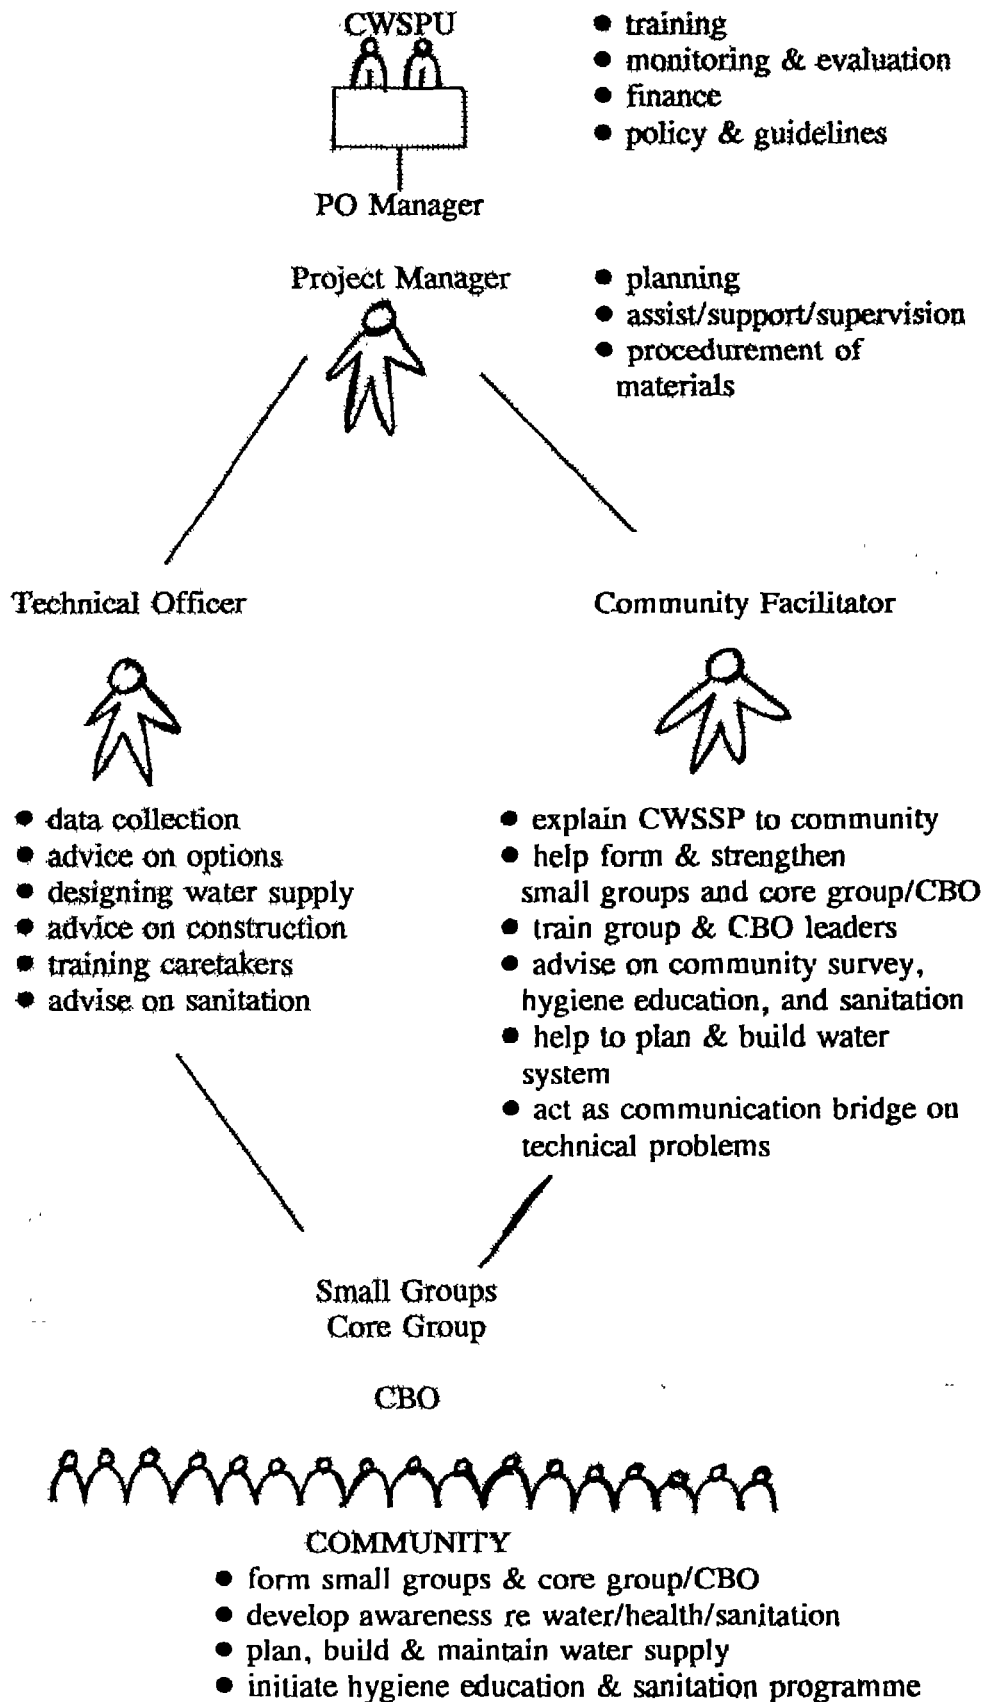 CWSPU
● training
● monitoring & evaluation
● finance
● policy & guidelines
PO Manager
Project Manager
● planning
● assist/support/supervision
● procedurement of
materials
Technical Officer
● data collection
● advice on options
● designing water supply
● advice on construction
● training caretakers
● advise on sanitation
Community Facilitator
● explain CWSSP to community
● help form & strengthen
small groups and core group/CBO
● train group & CBO leaders
● advise on community survey,
hygiene education, and sanitation
● help to plan & build water
system
● act as communication bridge on
technical problems
Small Groups
Core Group
CBO
COMMUNITY
● form small groups & core group/CBO
● develop awareness re water/health/sanitation
● plan, build & maintain water supply
● initiate hygiene education & sanitation programme